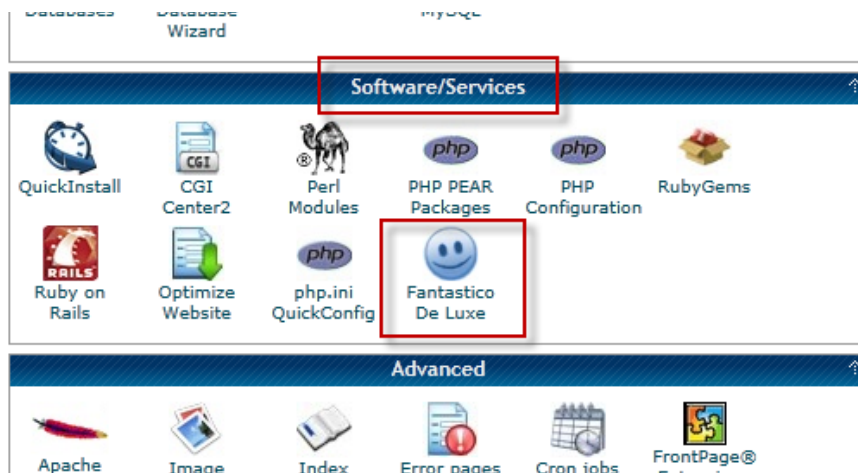 Databases Database MySQL
Wizard
Software/Services
CGI
®
php
php
QuickInstall CGI Perl PHP PEAR PHP RubyGems
Center2 Modules Packages Configuration
RAILS
php
Ruby on Optimize php.ini Fantastico
Rails Website QuickConfig De Luxe
Advanced
Apache Image Index Error pages Cron jobs FrontPage®